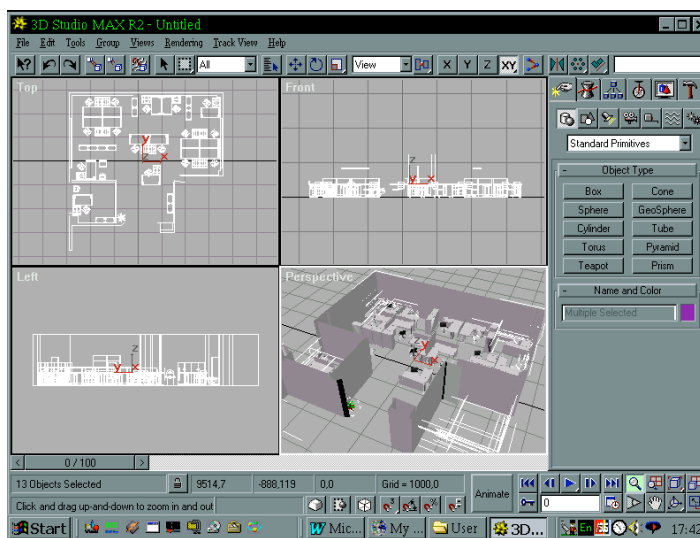 3D Studio MAX R2 - Untitled
File Edit Tools Group Views Rendering Track View Help
All View X Y Z XY
Top
Front
Left
Perspective
Standard Primitives
- Object Type
Box Cone
Sphere GeoSphere
Cylinder Tube
Torus Pyramid
Teapot Prism
- Name and Color
Multiple Selected
< 0 / 100 >
13 Objects Selected 9514,7 -888,119 0,0 Grid = 1000,0
Click and drag up-and-down to zoom in and out
Animate
0
Start Mic... My ... User 3D... En 17:42